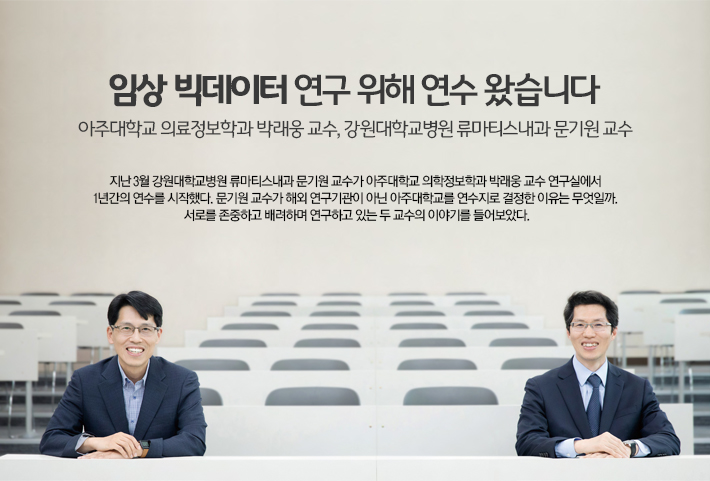 임상 빅데이터 연구 위해 연수 왔습니다
아주대학교 의료정보학과 박래웅 교수, 강원대학교병원 류마티스내과 문기원 교수
지난 3월 강원대학교병원 류마티스내과 문기원 교수가 아주대학교 의학정보학과 박래웅 교수 연구실에서
1년간의 연수를 시작했다. 문기원 교수가 해외 연구기관이 아닌 아주대학교를 연수지로 결정한 이유는 무엇일까.
서로를 존중하고 배려하며 연구하고 있는 두 교수의 이야기를 들어보았다.